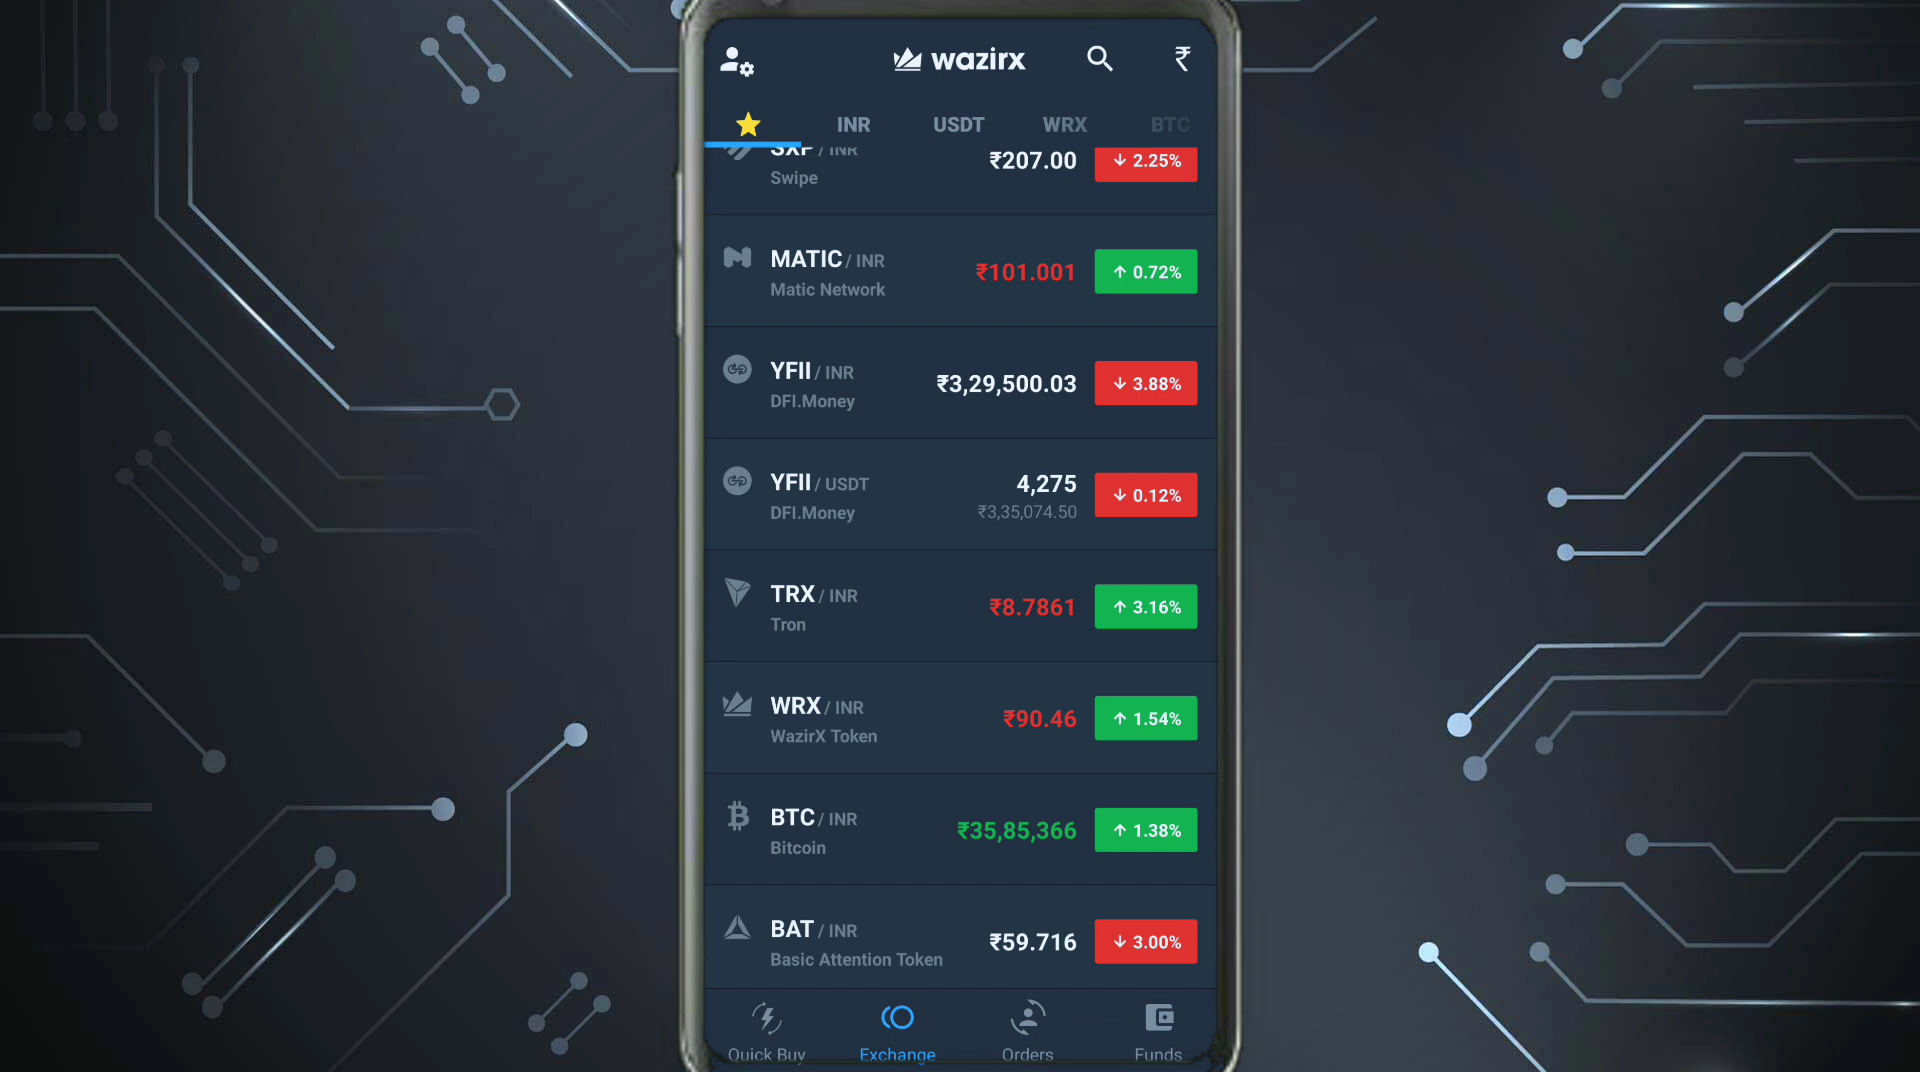 wazirx ₹
INR USDT WRX BTC
SXP / INR ₹207.00 ↓ 2.25%
Swipe
MATIC / INR ₹101.001 ↑ 0.72%
Matic Network
YFII / INR ₹3,29,500.03 ↓ 3.88%
DFI.Money
YFII / USDT 4,275 ↓ 0.12%
DFI.Money ₹3,35,074.50
TRX / INR ₹8.7861 ↑ 3.16%
Tron
WRX / INR ₹90.46 ↑ 1.54%
WazirX Token
BTC / INR ₹35,85,366 ↑ 1.38%
Bitcoin
BAT / INR ₹59.716 ↓ 3.00%
Basic Attention Token
Quick Buy Exchange Orders Funds